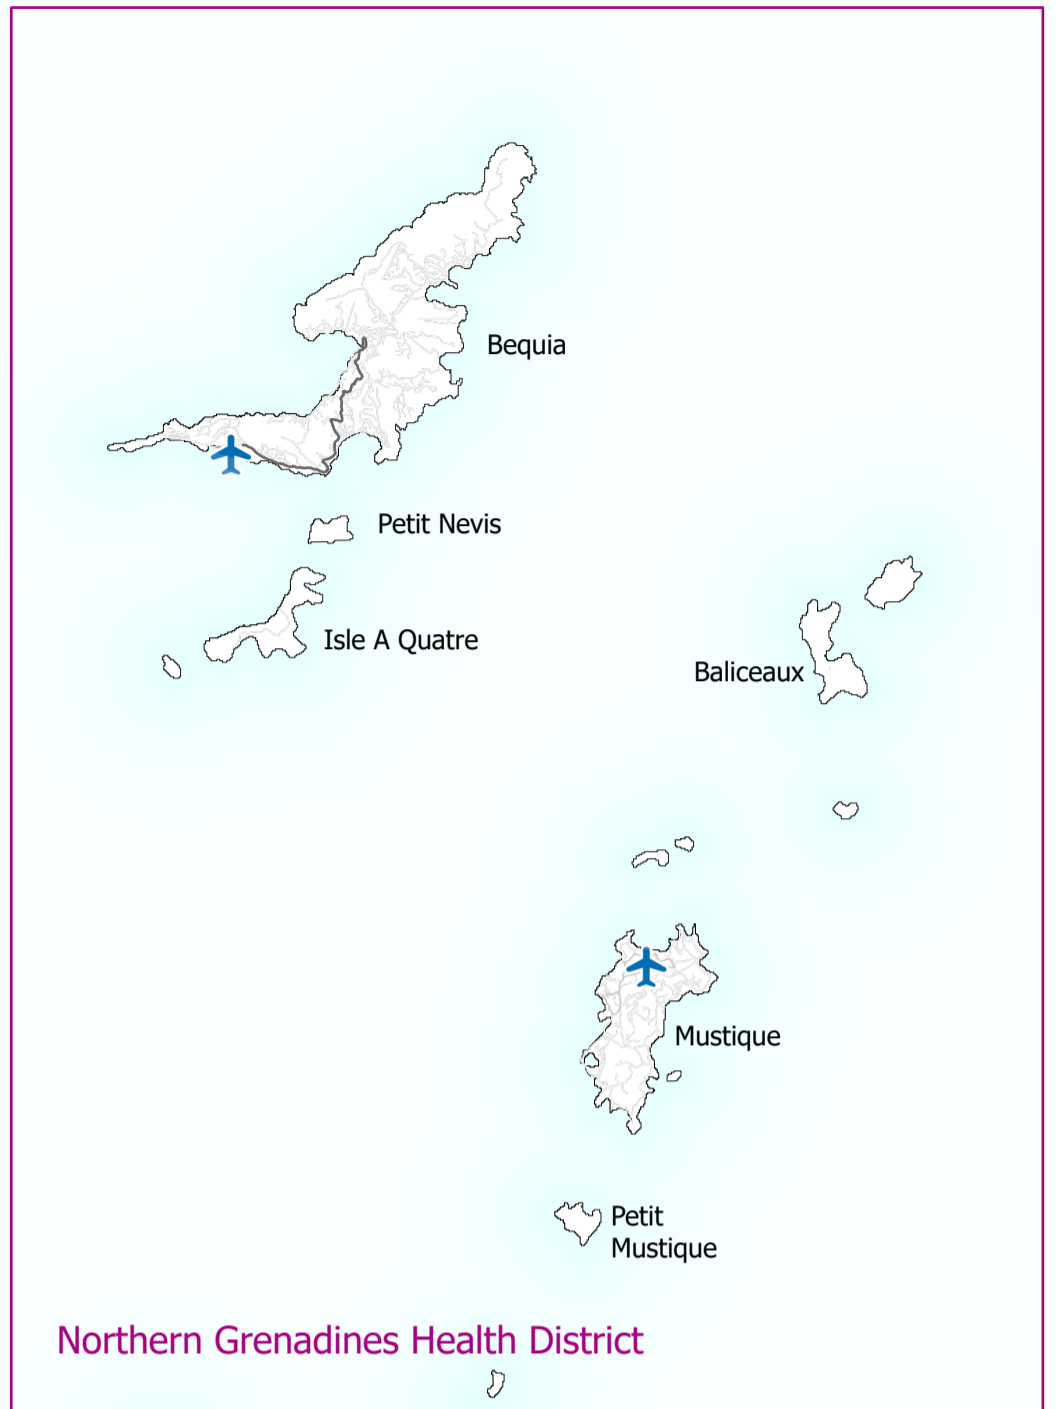 Bequia
Petit Nevis
Isle A Quatre
Baliceaux
Mustique
Petit
Mustique
Northern Grenadines Health District